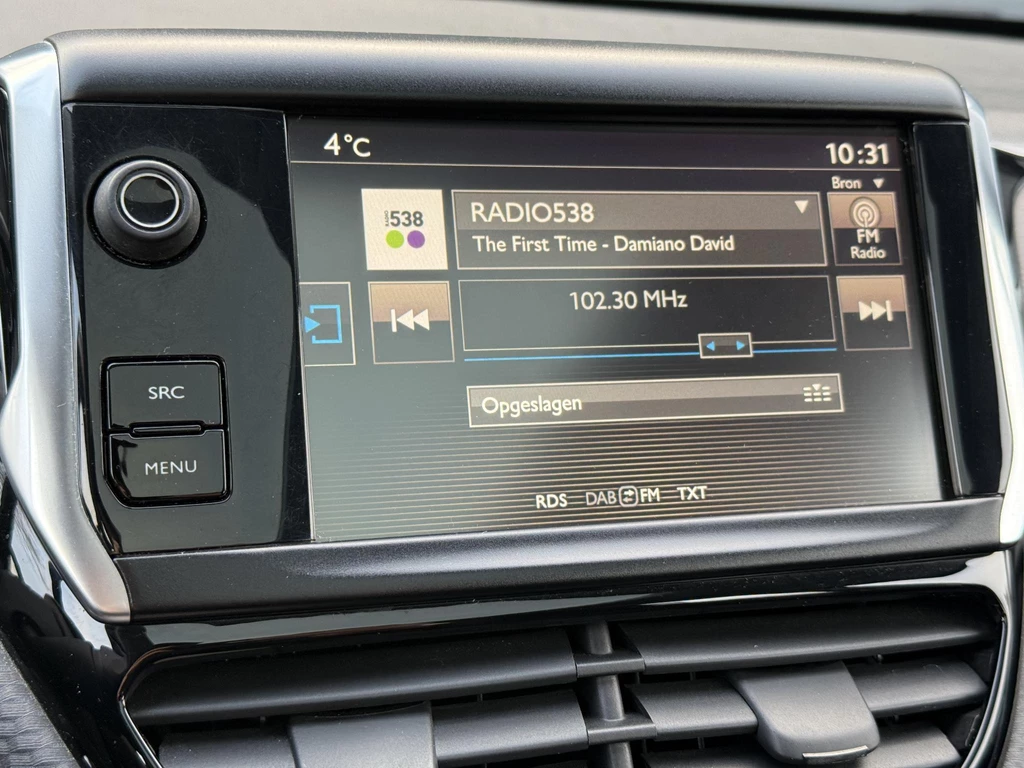 4°C
10:31
Bron
RADIO 538
RADIO538
The First Time - Damiano David
FM
Radio
102.30 MHz
SRC
Opgeslagen
MENU
RDS DAB FM TXT